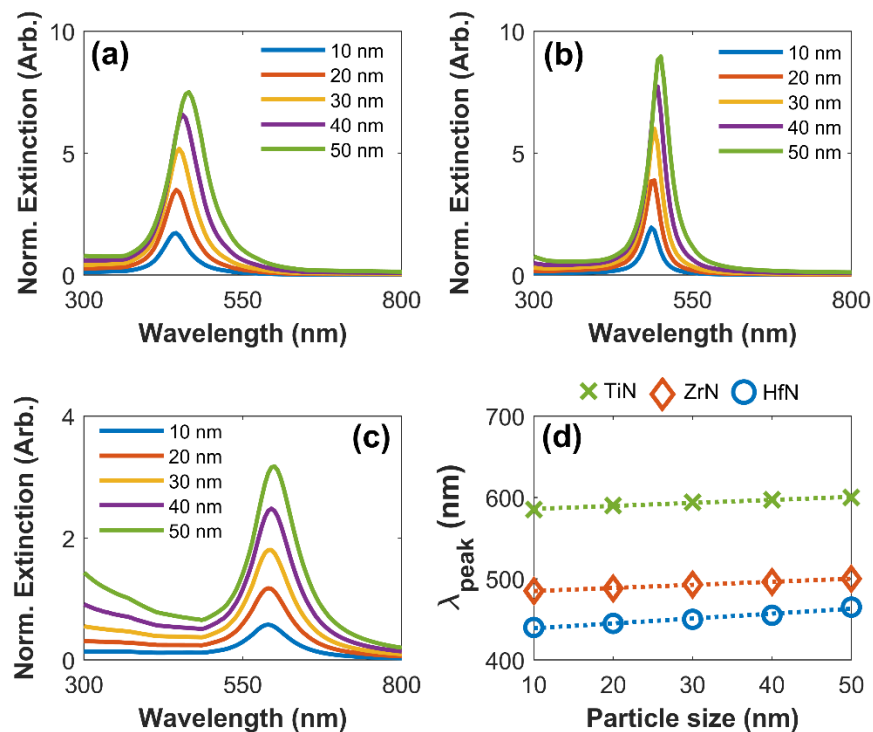 (a)
10
5
0
Norm. Extinction (Arb.)
10 nm
20 nm
30 nm
40 nm
50 nm
300
550
800
Wavelength (nm)
(b)
10
5
0
Norm. Extinction (Arb.)
10 nm
20 nm
30 nm
40 nm
50 nm
300
550
800
Wavelength (nm)
(c)
4
2
0
Norm. Extinction (Arb.)
10 nm
20 nm
30 nm
40 nm
50 nm
300
550
800
Wavelength (nm)
TiN ZrN HfN
(d)
700
600
500
400
λpeak (nm)
10
20
30
40
50
Particle size (nm)